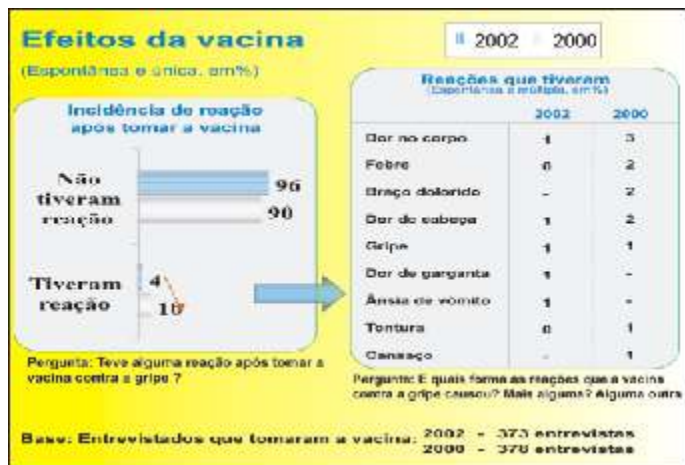 Efeitos da vacina
(Espontânea e única, em%)
2002 2000
Incidência de reação
após tomar a vacina
Não
tiveram
reação
96
90
Tiveram
reação
4
10
Reações que tiveram
(Espontânea e múltipla, em%)
2002 2000
Dor no corpo 1 3
Febre 0 2
Braço dolorido - 2
Dor de cabeça 1 2
Gripe 1 1
Dor de garganta 1 -
Ânsia de vômito 1 -
Tontura 0 1
Cansaço - 1
Pergunta: Teve alguma reação após tomar a
vacina contra a gripe ?
Pergunta: E quais forma as reações que a vacina
contra a gripe causou? Mais alguma? Alguma outra
Base: Entrevistados que tomaram a vacina: 2002 - 373 entrevistas
2000 - 378 entrevistas